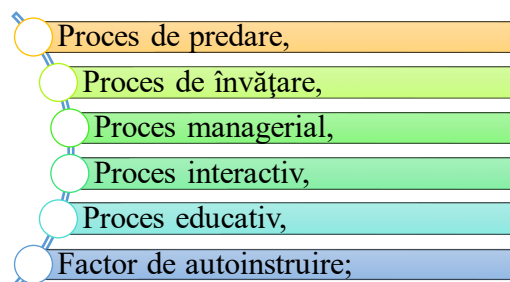 Proces de predare,
Proces de învăţare,
Proces managerial,
Proces interactiv,
Proces educativ,
Factor de autoinstruire;